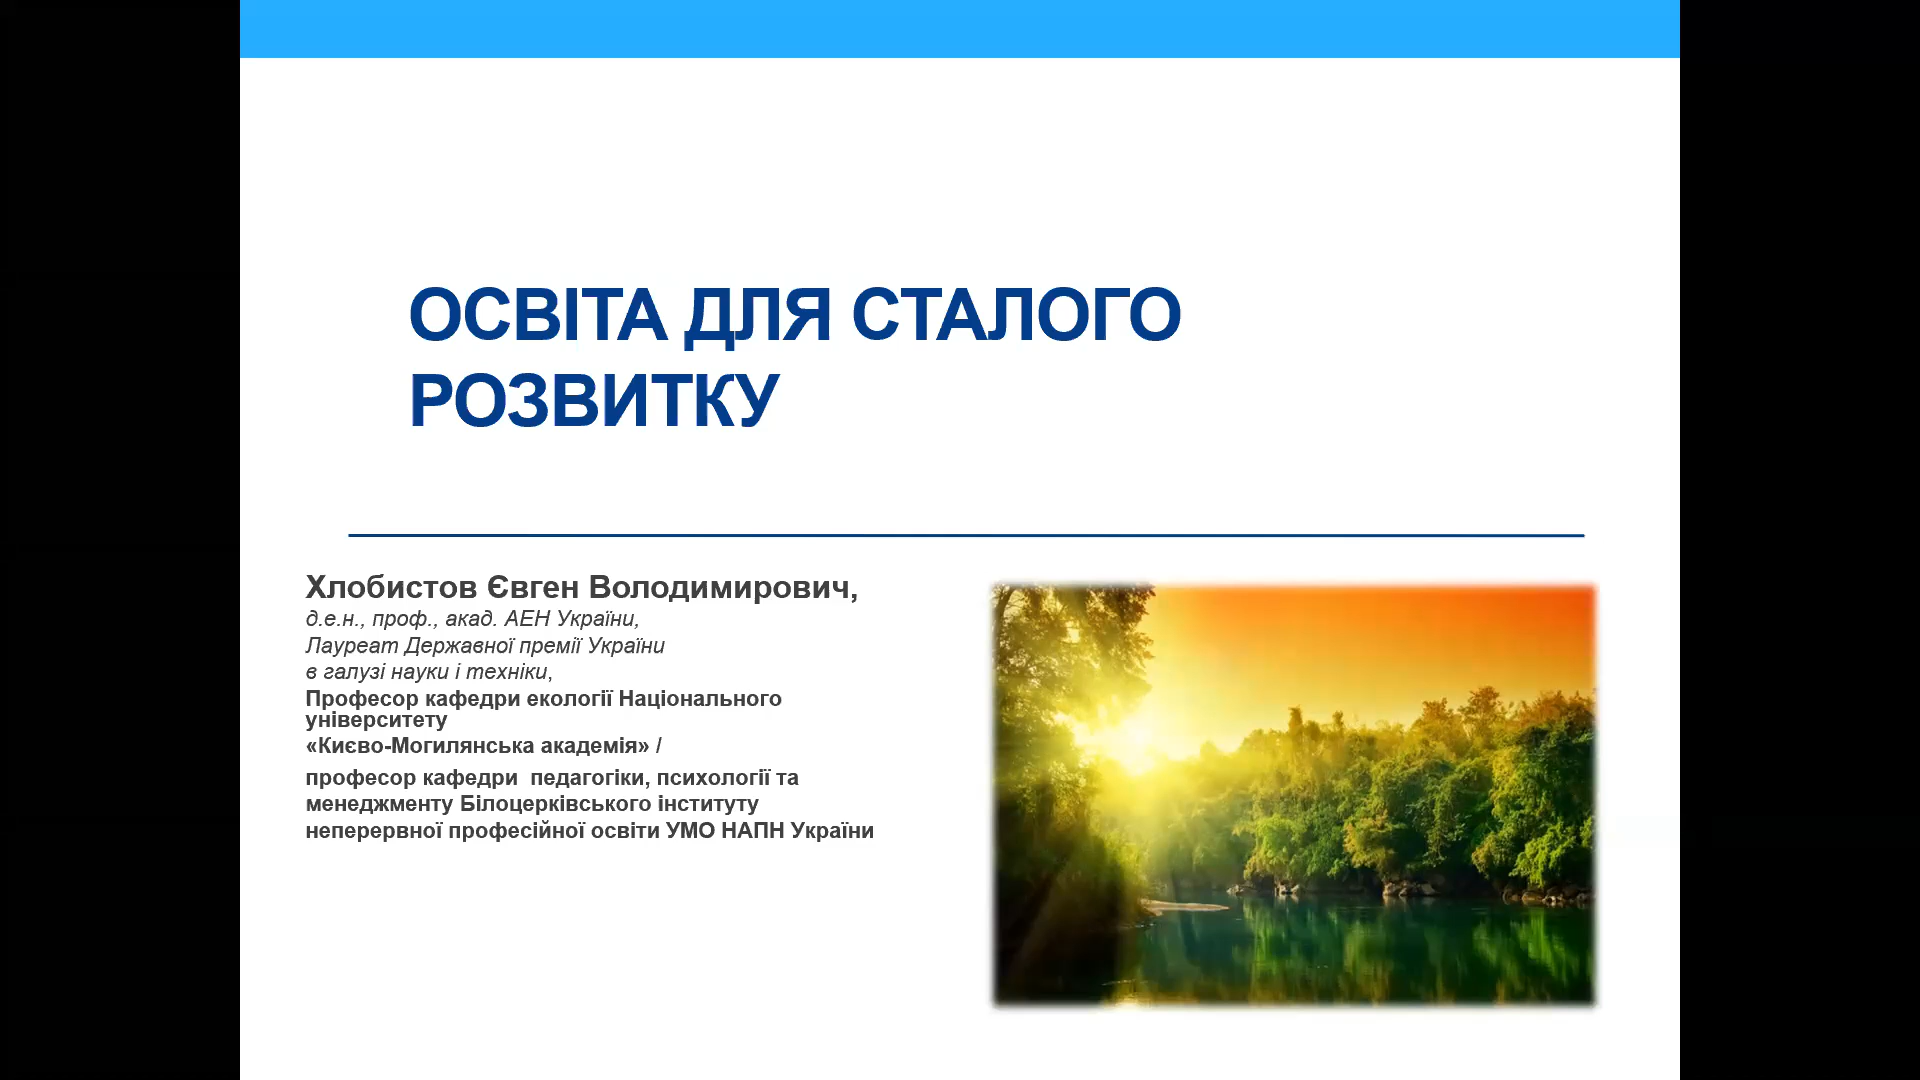 ОСВІТА ДЛЯ СТАЛОГО
РОЗВИТКУ
Хлобистов Євген Володимирович,
д.е.н., проф., акад. АЕН України,
Лауреат Державної премії України
в галузі науки і техніки,
Професор кафедри екології Національного
університету
«Києво-Могилянська академія» /
професор кафедри  педагогіки, психології та
менеджменту Білоцерківського інституту
неперервної професійної освіти УМО НАПН України